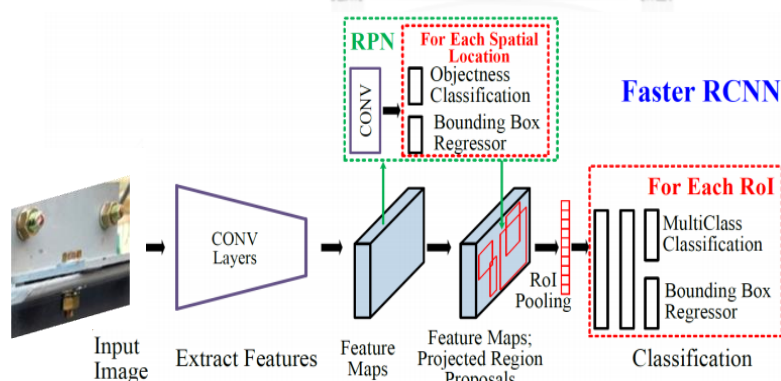 RPN
For Each Spatial
Location
CONV
Objectness
Classification
Bounding Box
Regressor
Faster RCNN
CONV
Layers
For Each RoI
MultiClass
Classification
Bounding Box
Regressor
RoI
Pooling
Input
Image
Extract Features
Feature
Maps
Feature Maps;
Projected Region
Proposals
Classification